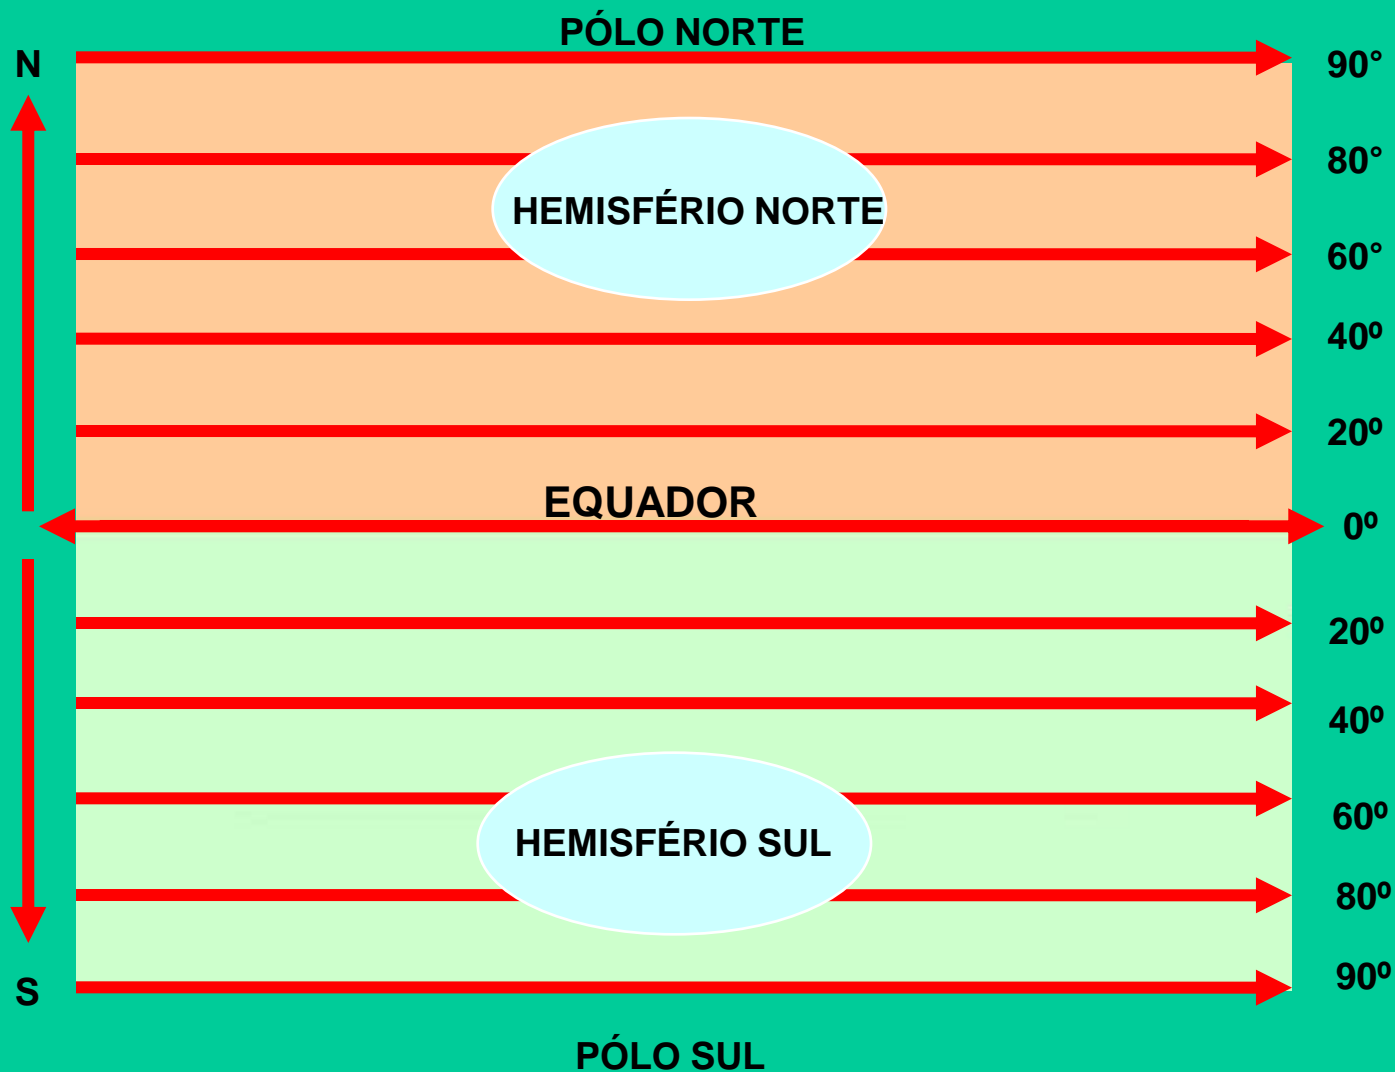 PÓLO NORTE
N
90°
80°
HEMISFÉRIO NORTE
60°
40º
20º
EQUADOR
0º
20º
40º
60º
HEMISFÉRIO SUL
80º
90º
S
PÓLO SUL